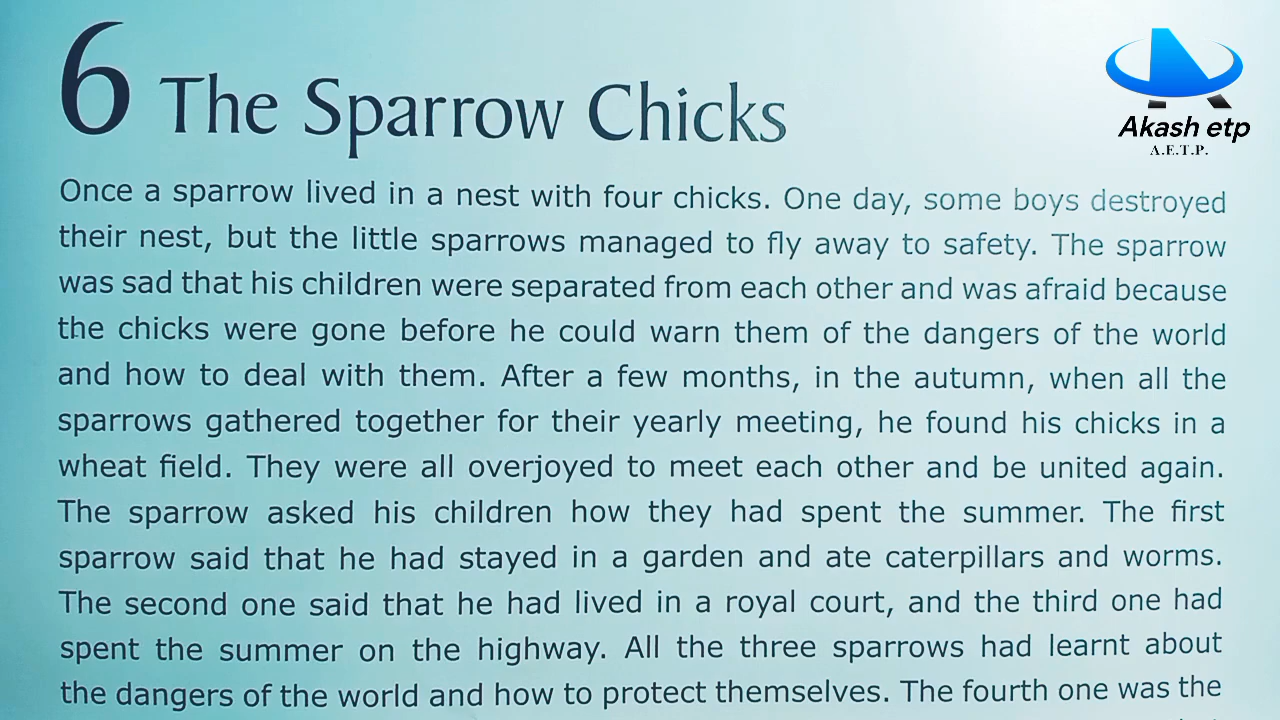 6 The Sparrow Chicks
Akash etp
A.E.T.P.
Once a sparrow lived in a nest with four chicks. One day, some boys destroyed
their nest, but the little sparrows managed to fly away to safety. The sparrow
was sad that his children were separated from each other and was afraid because
the chicks were gone before he could warn them of the dangers of the world
and how to deal with them. After a few months, in the autumn, when all the
sparrows gathered together for their yearly meeting, he found his chicks in a
wheat field. They were all overjoyed to meet each other and be united again.
The sparrow asked his children how they had spent the summer. The first
sparrow said that he had stayed in a garden and ate caterpillars and worms.
The second one said that he had lived in a royal court, and the third one had
spent the summer on the highway. All the three sparrows had learnt about
the dangers of the world and how to protect themselves. The fourth one was the